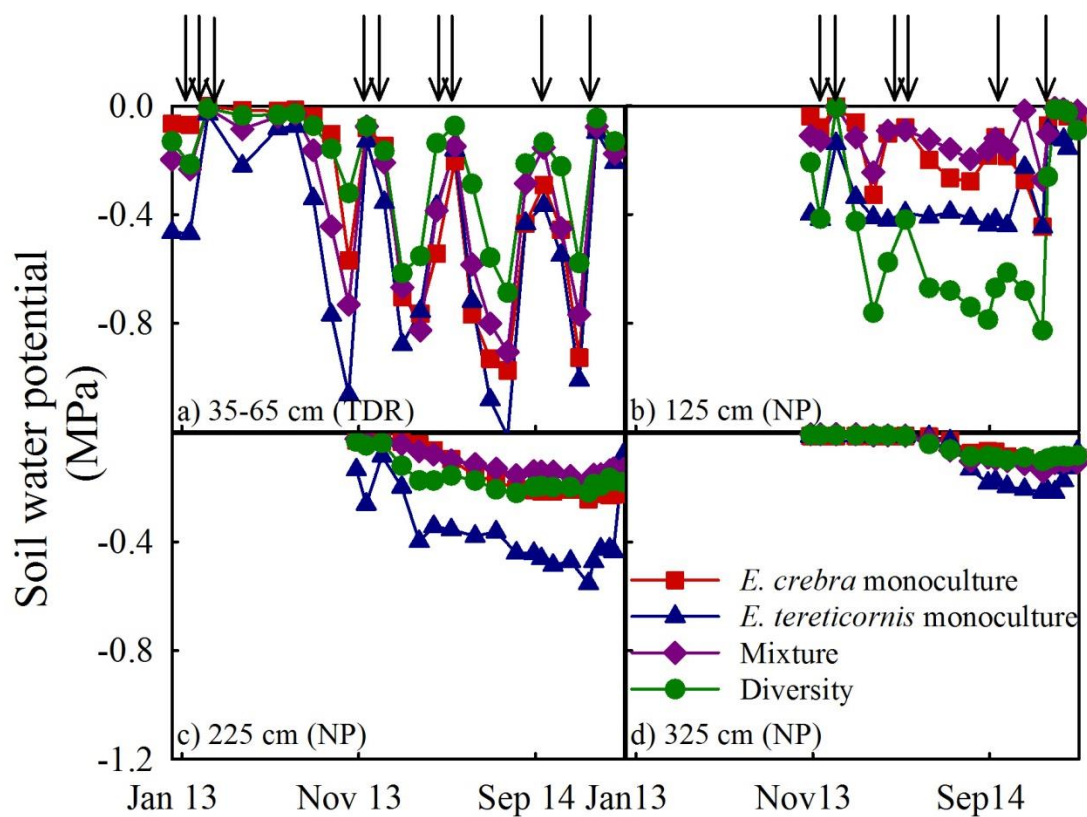 Soil water potential
(MPa)
0.0
-0.4
-0.8
a) 35-65 cm (TDR)
b) 125 cm (NP)
-0.4
-0.8
-1.2
E. crebra monoculture
E. tereticornis monoculture
Mixture
Diversity
c) 225 cm (NP)
d) 325 cm (NP)
Jan 13
Nov 13
Sep 14
Jan13
Nov13
Sep14